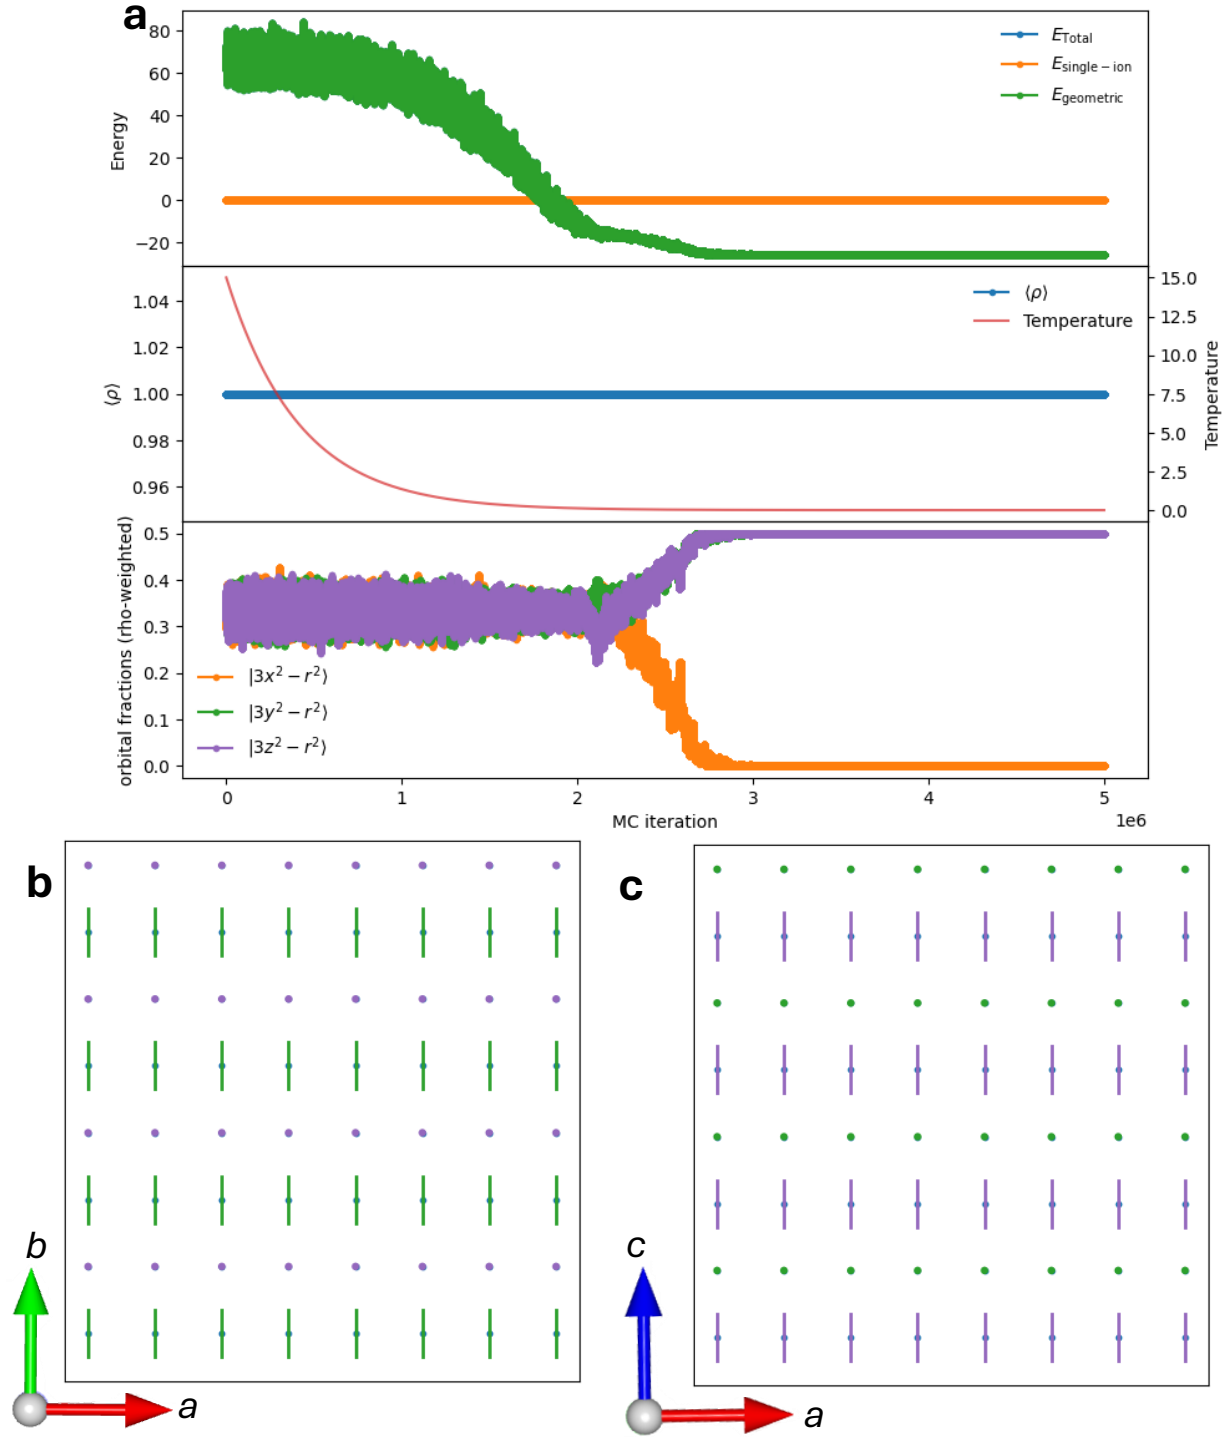 a
80
60
40
20
0
−20
Energy
E_Total
E_single−ion
E_geometric
1.04
1.02
1.00
0.98
0.96
⟨ρ⟩
⟨ρ⟩
Temperature
15.0
12.5
10.0
7.5
5.0
2.5
0.0
Temperature
0.5
0.4
0.3
0.2
0.1
0.0
orbital fractions (rho-weighted)
|3x² − r²⟩
|3y² − r²⟩
|3z² − r²⟩
0 1 2 3 4 5
MC iteration
1e6
b
c
b
a
c
a